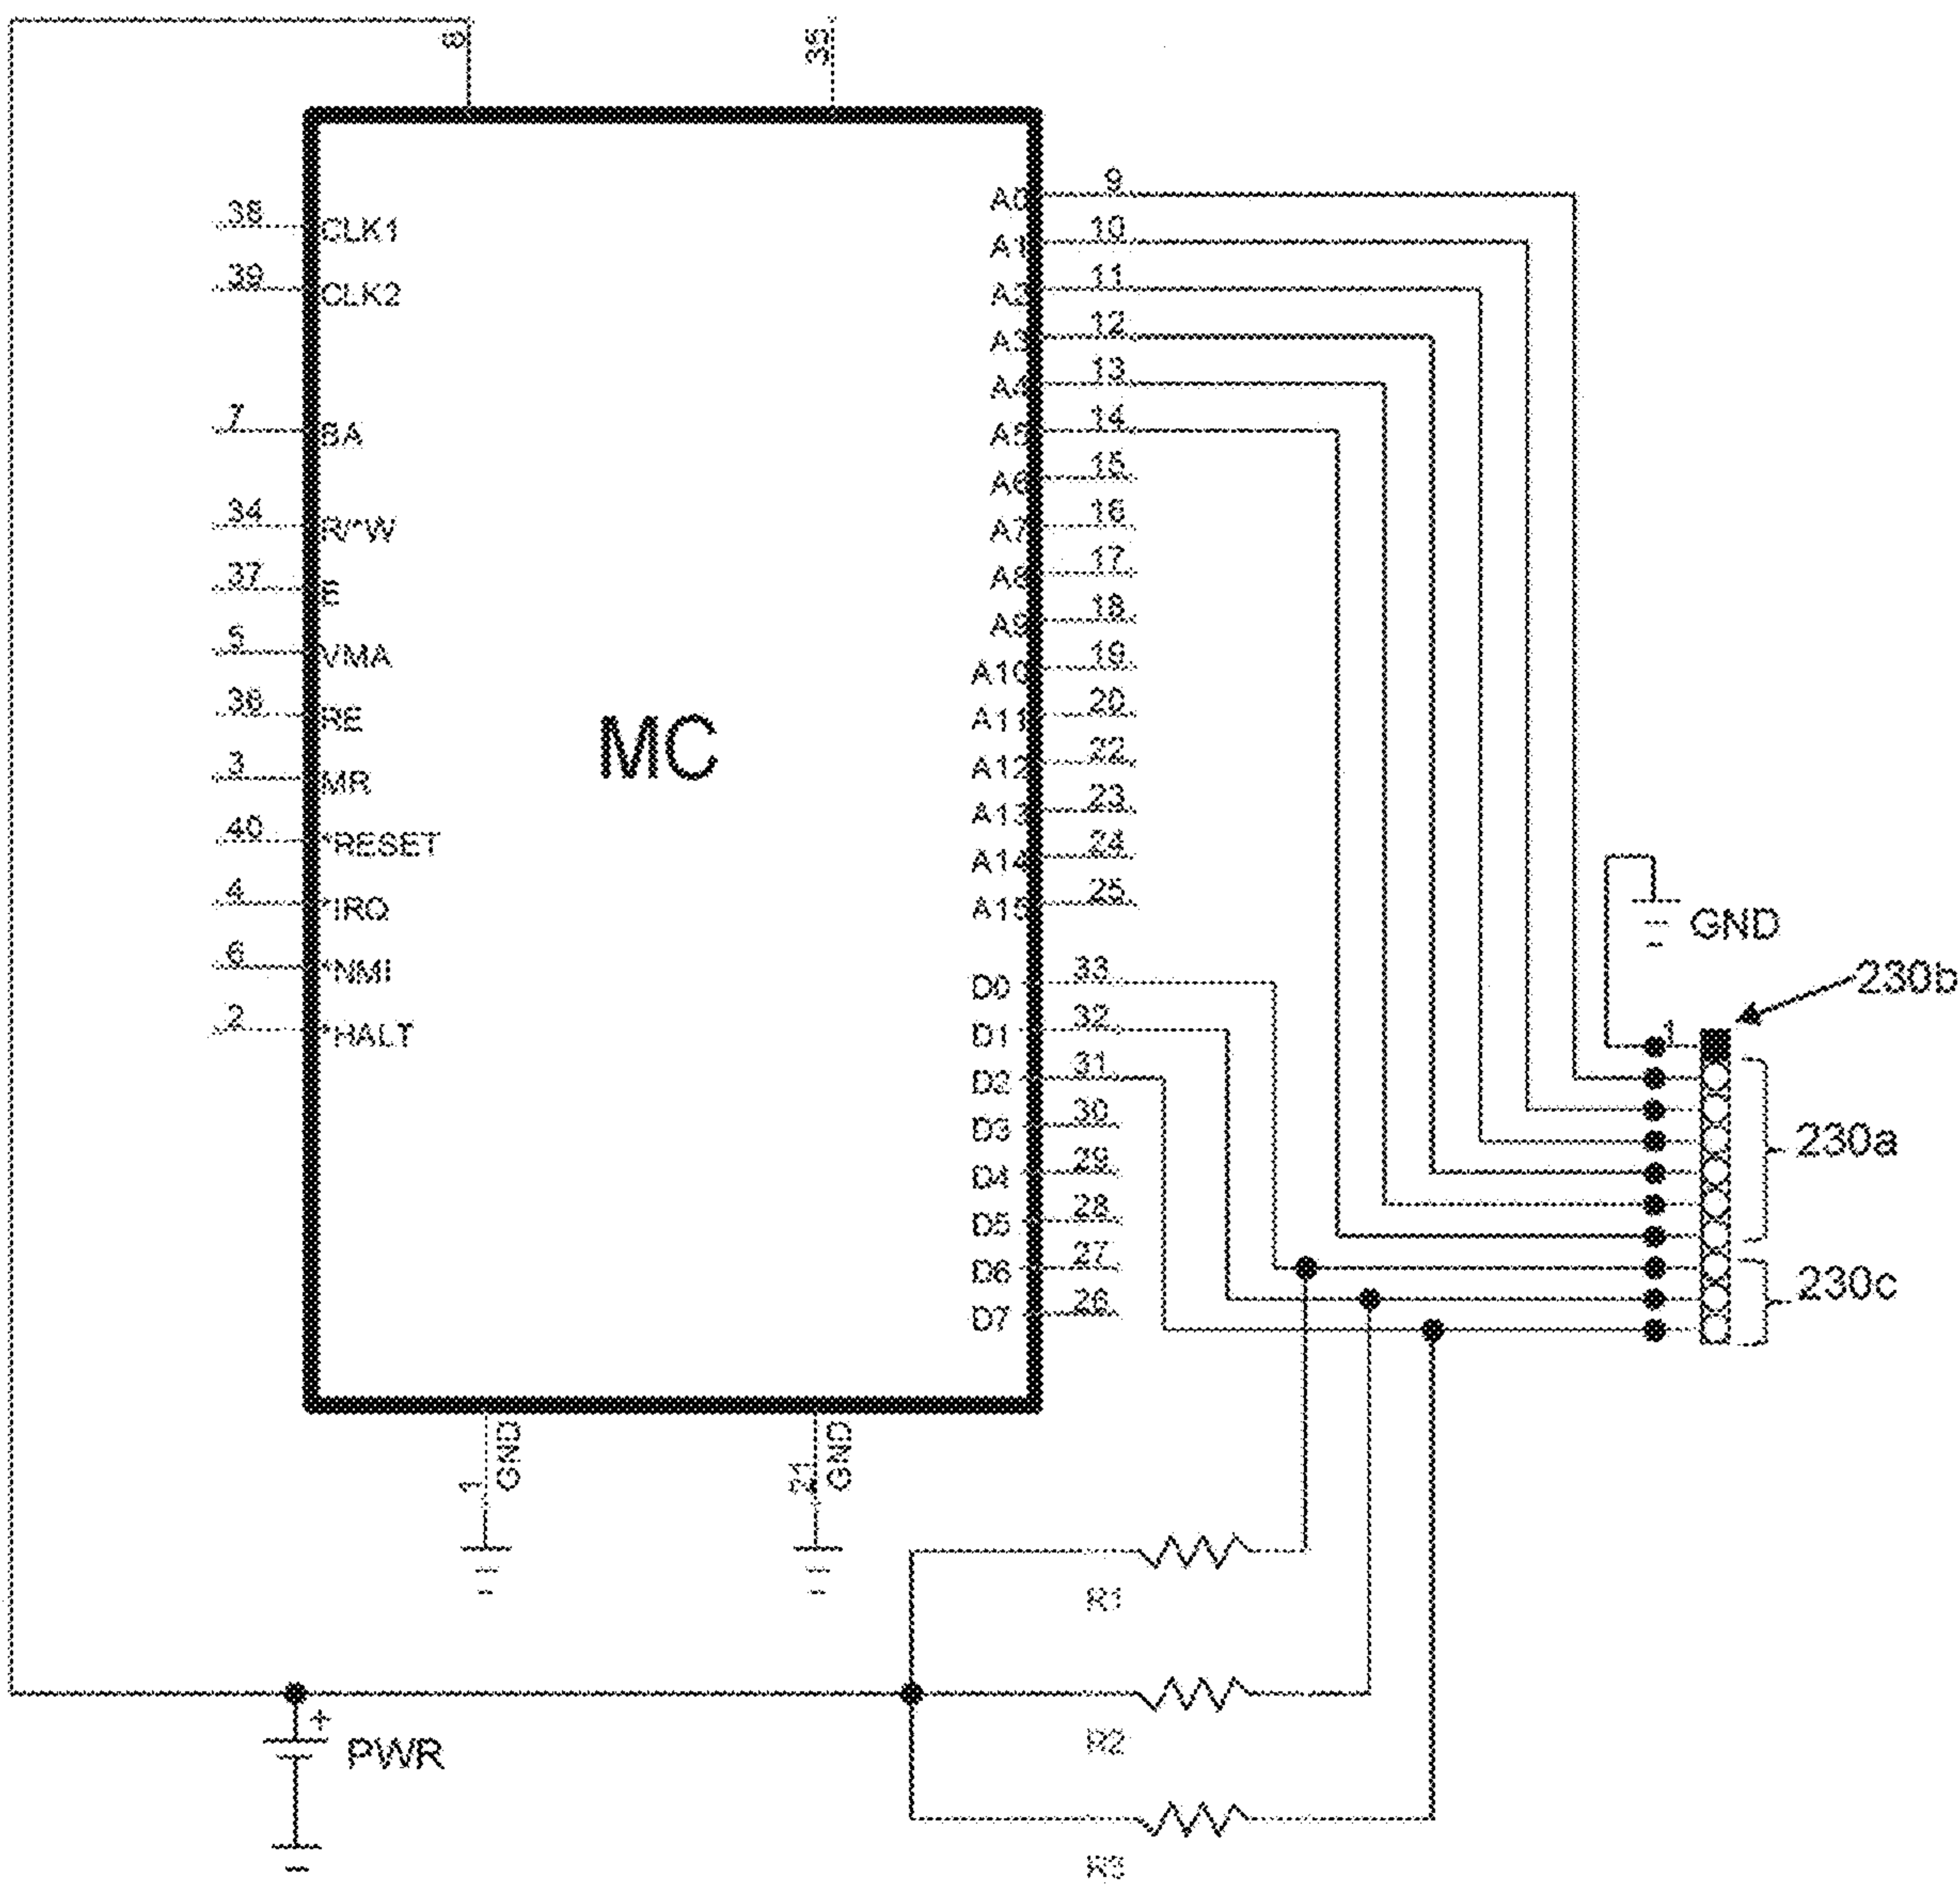 8
35
38 CLK1
39 CLK2
7 BA
34 R/*W
37 E
5 VMA
36 RE
3 MR
40 *RESET
4 *IRQ
6 *NMI
2 *HALT
MC
A0 9
A1 10
A2 11
A3 12
A4 13
A5 14
A6 15
A7 16
A8 17
A9 18
A10 19
A11 20
A12 22
A13 23
A14 24
A15 25
D0 33
D1 32
D2 31
D3 30
D4 29
D5 28
D6 27
D7 26
GND
230b
1
230a
230c
1 GND
21 GND
R1
R2
R3
+
PWR